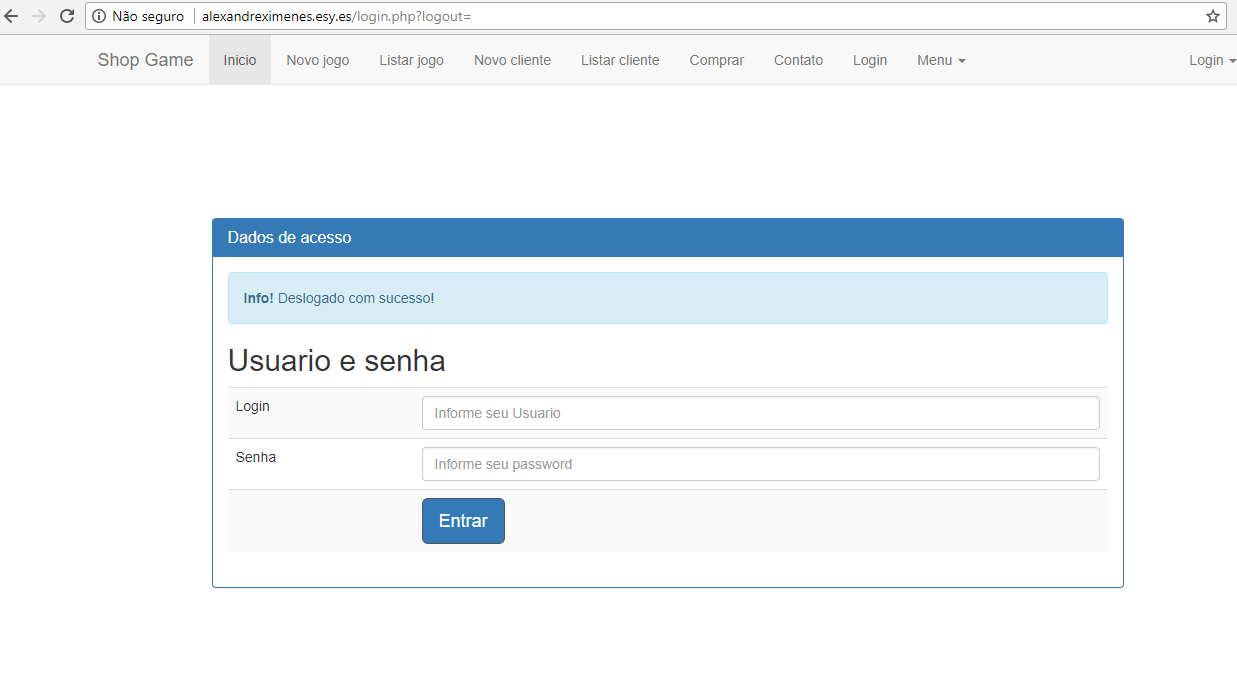 Não seguro alexandreximenes.esy.es/login.php?logout=
Shop Game Inicio Novo jogo Listar jogo Novo cliente Listar cliente Comprar Contato Login Menu Login
Dados de acesso
Info! Deslogado com sucesso!
Usuario e senha
Login Informe seu Usuario
Senha Informe seu password
Entrar